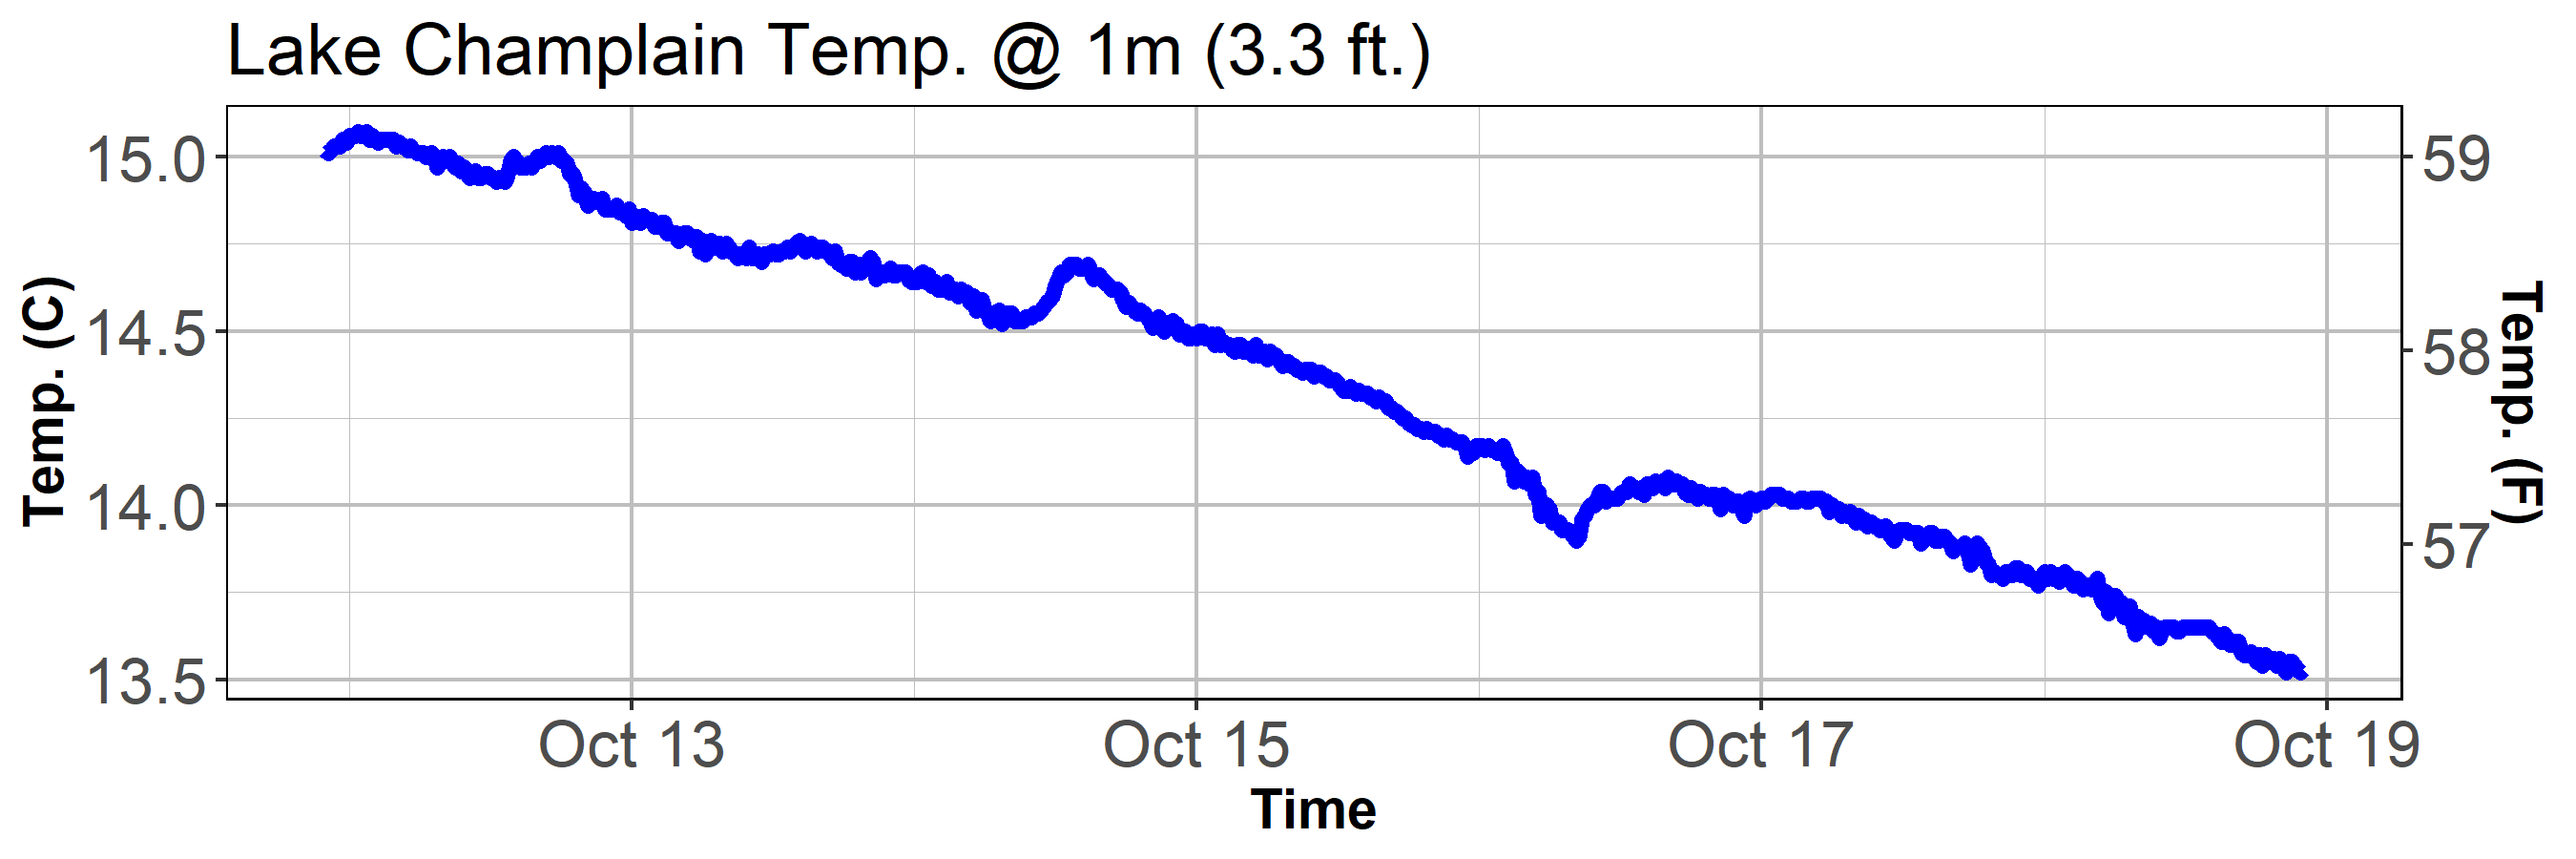 Lake Champlain Temp. @ 1m (3.3 ft.)
Temp. (C)
15.0
14.5
14.0
13.5
59
58
57
Temp. (F)
Oct 13 Oct 15 Oct 17 Oct 19
Time